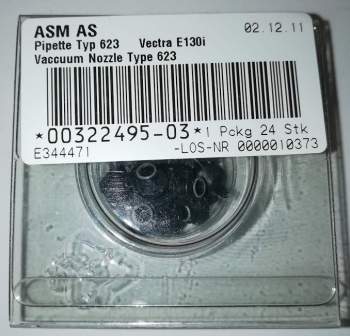 ASM AS 02.12.11
Pipette Typ 623 Vectra E130i
Vaccuum Nozzle Type 623
*00322495-03* 1 Pckg 24 Stk
E344471 -LOS-NR 0000010373